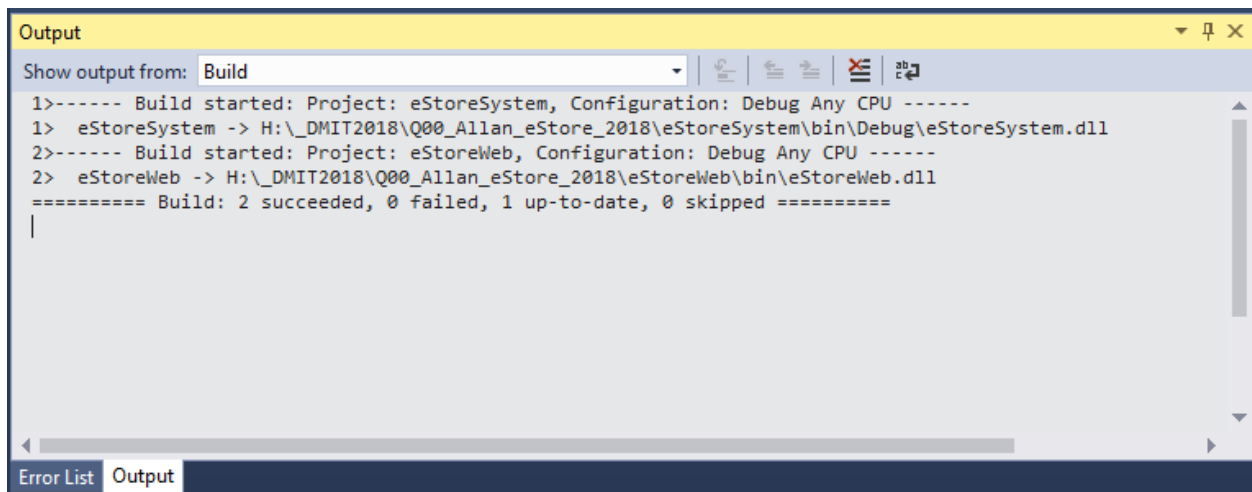 Output
Show output from: Build
1>------ Build started: Project: eStoreSystem, Configuration: Debug Any CPU ------
1>  eStoreSystem -> H:\_DMIT2018\Q00_Allan_eStore_2018\eStoreSystem\bin\Debug\eStoreSystem.dll
2>------ Build started: Project: eStoreWeb, Configuration: Debug Any CPU ------
2>  eStoreWeb -> H:\_DMIT2018\Q00_Allan_eStore_2018\eStoreWeb\bin\eStoreWeb.dll
========== Build: 2 succeeded, 0 failed, 1 up-to-date, 0 skipped ==========
Error List Output